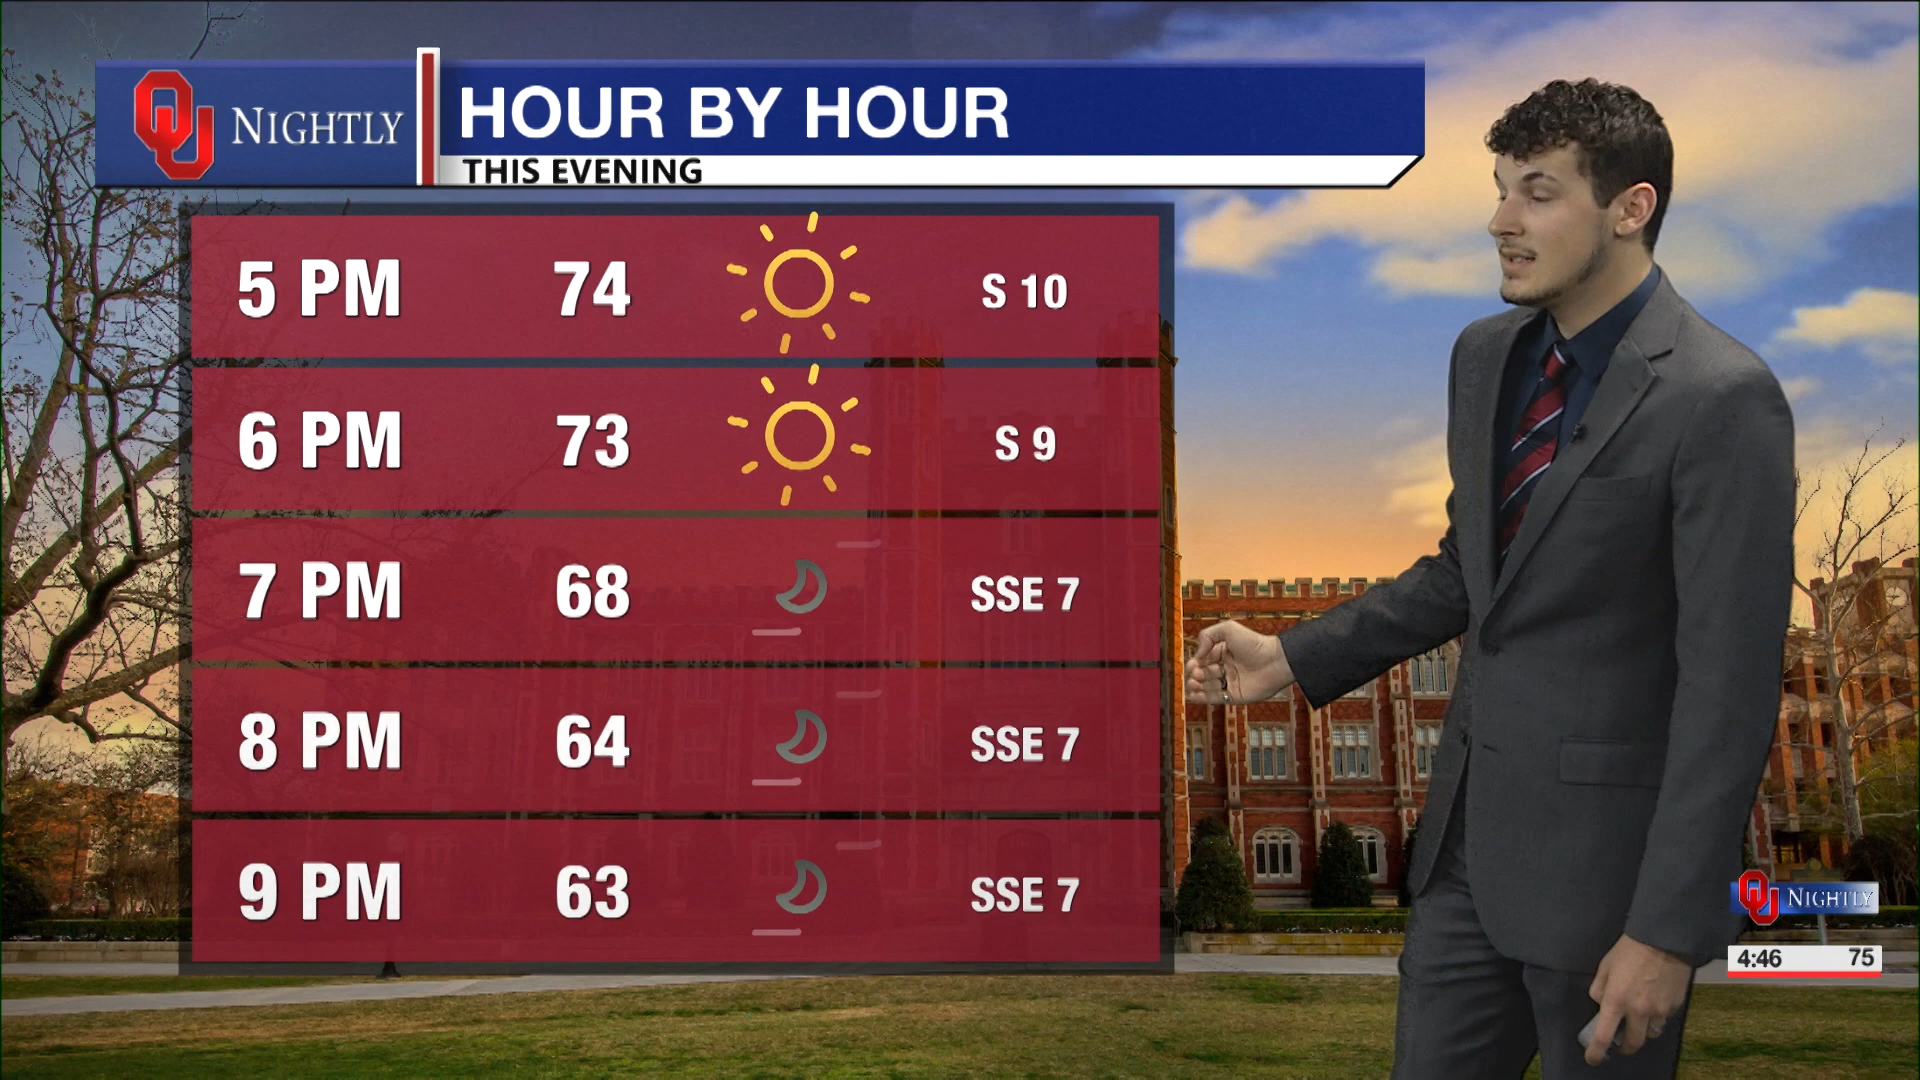 OU NIGHTLY
HOUR BY HOUR
THIS EVENING
5 PM 74 S 10
6 PM 73 S 9
7 PM 68 SSE 7
8 PM 64 SSE 7
9 PM 63 SSE 7
OU NIGHTLY
4:46 75